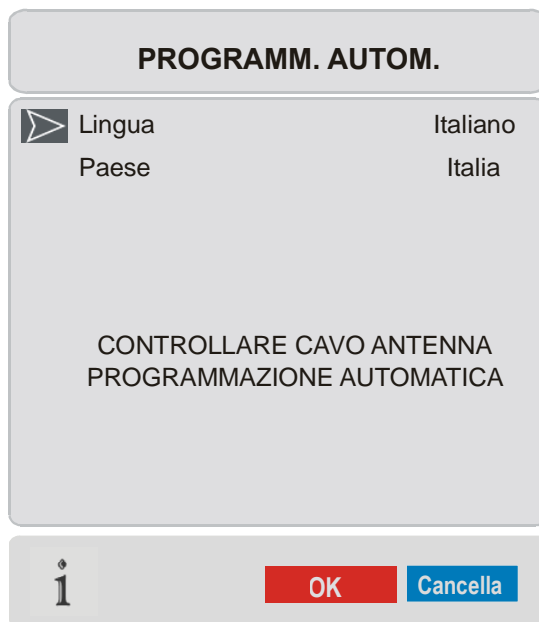 PROGRAMM. AUTOM.
Lingua Italiano
Paese Italia
CONTROLLARE CAVO ANTENNA
PROGRAMMAZIONE AUTOMATICA
i OK Cancella